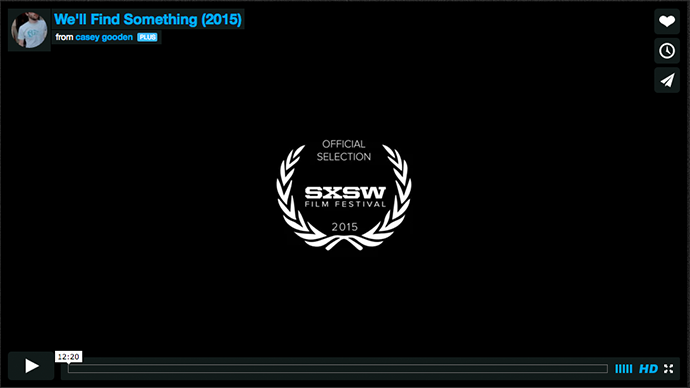 We'll Find Something (2015)
from casey gooden PLUS
OFFICIAL
SELECTION
SXSW
FILM FESTIVAL
2015
12:20
HD